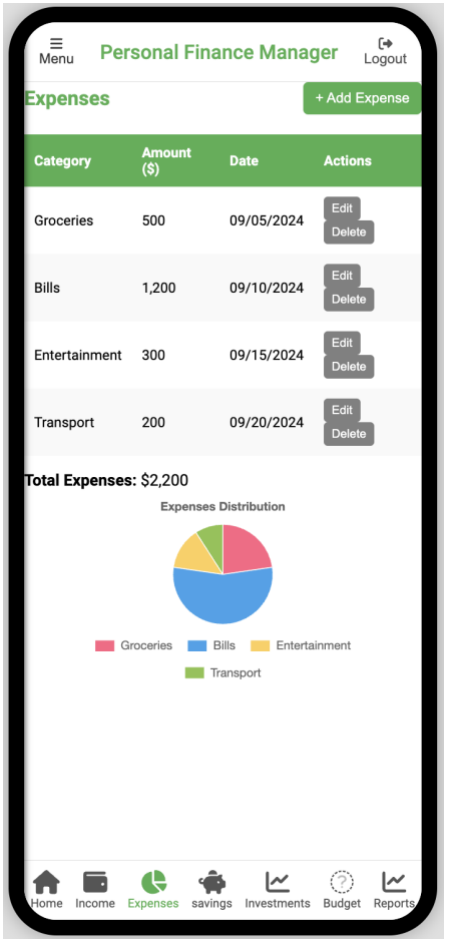 Menu
Personal Finance Manager
Logout
Expenses
+ Add Expense
Category Amount ($) Date Actions
Groceries 500 09/05/2024 Edit Delete
Bills 1,200 09/10/2024 Edit Delete
Entertainment 300 09/15/2024 Edit Delete
Transport 200 09/20/2024 Edit Delete
Total Expenses: $2,200
Expenses Distribution
Groceries Bills Entertainment
Transport
Home Income Expenses savings Investments Budget Reports